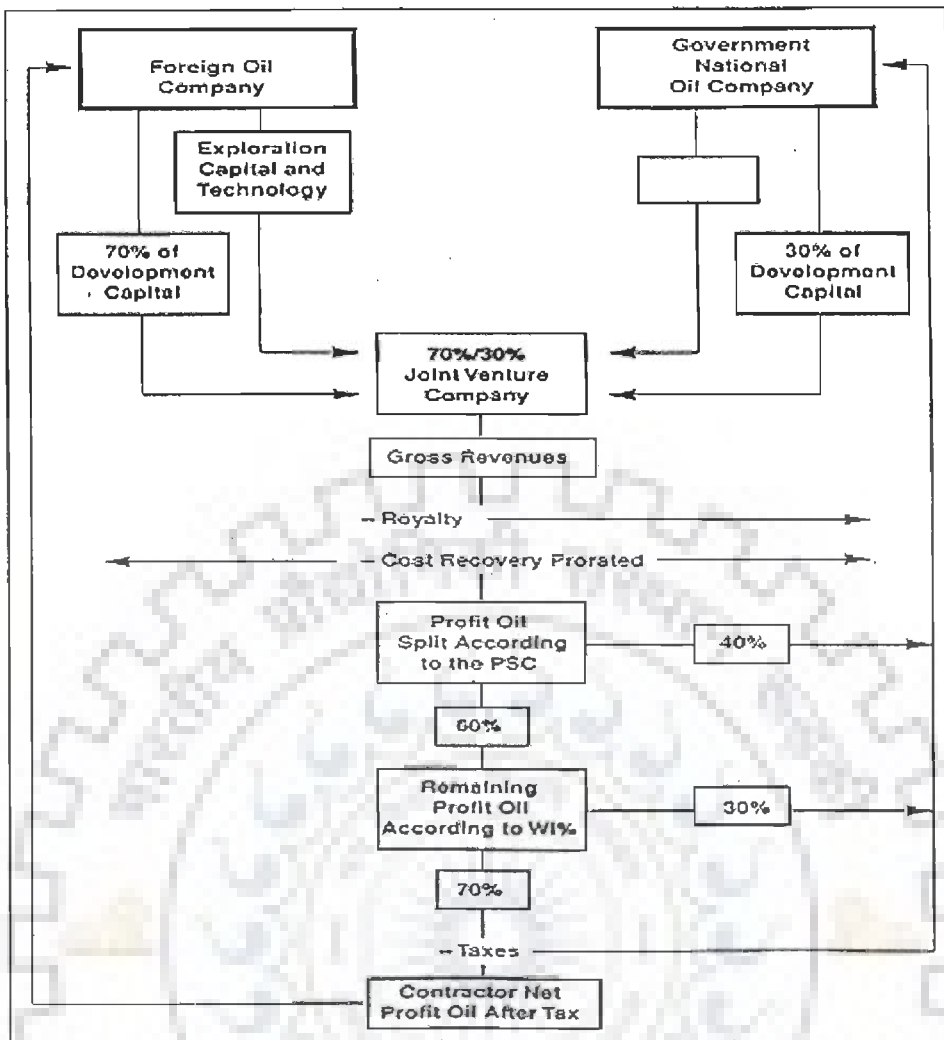 Foreign Oil
Company
Government
National
Oil Company
Exploration
Capital and
Technology
70% of
Development
Capital
30% of
Development
Capital
70%/30%
Joint Venture
Company
Gross Revenues
– Royalty
– Cost Recovery Prorated
Profit Oil
Split According
to the PSC
40%
60%
Remaining
Profit Oil
According to WI%
30%
70%
– Taxes
Contractor Net
Profit Oil After Tax